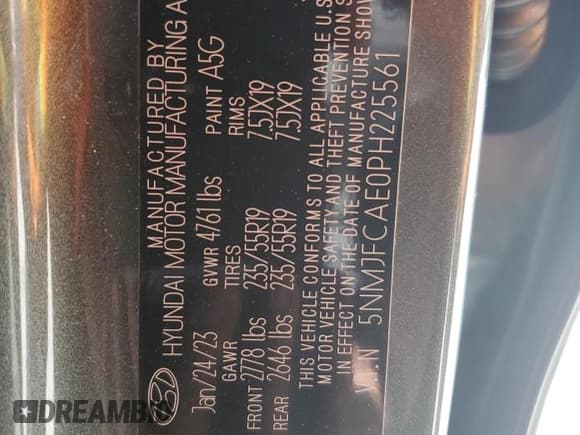 MANUFACTURED BY
HYUNDAI MOTOR MANUFACTURING A
Jan/24/23 GVWR 4761 lbs PAINT A5G
GAWR TIRES RIMS
FRONT 2778 lbs 235/55R19 7.5JX19
REAR 2646 lbs 235/55R19 7.5JX19
THIS VEHICLE CONFORMS TO ALL APPLICABLE U.S
MOTOR VEHICLE SAFETY AND THEFT PREVENTION S
IN EFFECT ON THE DATE OF MANUFACTURE SHOW
V.I.N 5NMJFCAE0PH225561
DREAMBID